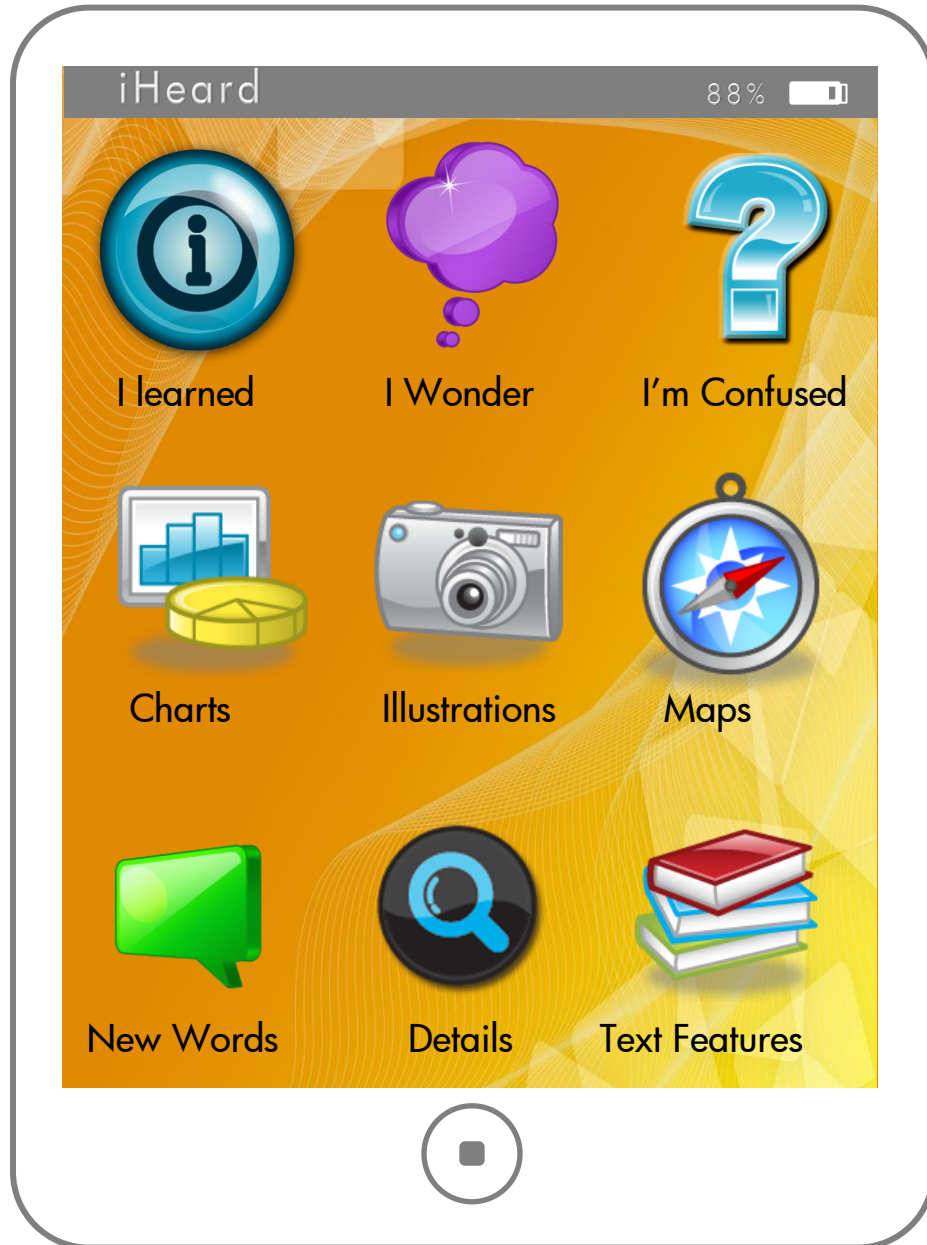 iHeard 88%
I learned I Wonder I'm Confused
Charts Illustrations Maps
New Words Details Text Features